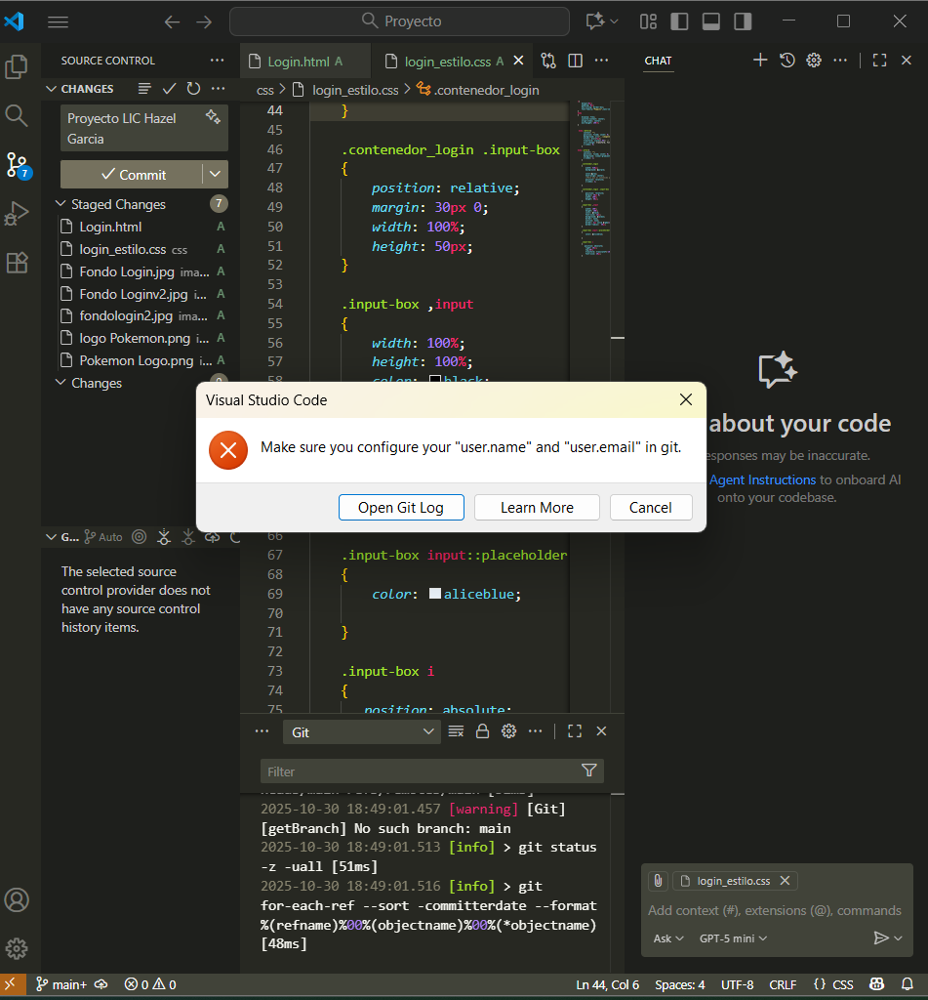 Proyecto
SOURCE CONTROL
CHANGES
Proyecto LIC Hazel
Garcia
Commit
Staged Changes 7
Login.html A
login_estilo.css css A
Fondo Login.jpg ima... A
Fondo Loginv2.jpg i... A
fondologin2.jpg ima... A
logo Pokemon.png i... A
Pokemon Logo.png i... A
Changes
7
G... Auto
The selected source
control provider does not
have any source control
history items.
Login.html A
login_estilo.css A
css > login_estilo.css > .contenedor_login
44 }
45
46 .contenedor_login .input-box
47 {
48 position: relative;
49 margin: 30px 0;
50 width: 100%;
51 height: 50px;
52 }
53
54 .input-box ,input
55 {
56 width: 100%;
57 height: 100%;
58 color: black;
66
67 .input-box input::placeholder
68 {
69 color: aliceblue;
70
71 }
72
73 .input-box i
74 {
75 position: absolute;
Visual Studio Code
Make sure you configure your "user.name" and "user.email" in git.
Open Git Log
Learn More
Cancel
Git
Filter
2025-10-30 18:49:01.457 [warning] [Git]
[getBranch] No such branch: main
2025-10-30 18:49:01.513 [info] > git status
-z -uall [51ms]
2025-10-30 18:49:01.516 [info] > git
for-each-ref --sort -committerdate --format
%(refname)%00%(objectname)%00%(*objectname)
[48ms]
CHAT
about your code
responses may be inaccurate.
Agent Instructions to onboard AI
onto your codebase.
login_estilo.css
Add context (#), extensions (@), commands
Ask
GPT-5 mini
main+
0 0
Ln 44, Col 6
Spaces: 4
UTF-8
CRLF
{} CSS